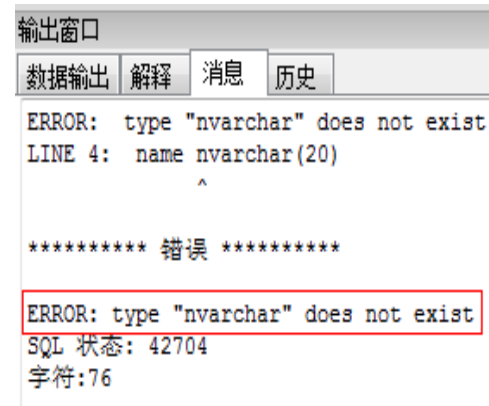 输出窗口
数据输出 解释 消息 历史
ERROR:  type "nvarchar" does not exist
LINE 4:  name nvarchar(20)
^
********** 错误 **********
ERROR: type "nvarchar" does not exist
SQL 状态: 42704
字符:76